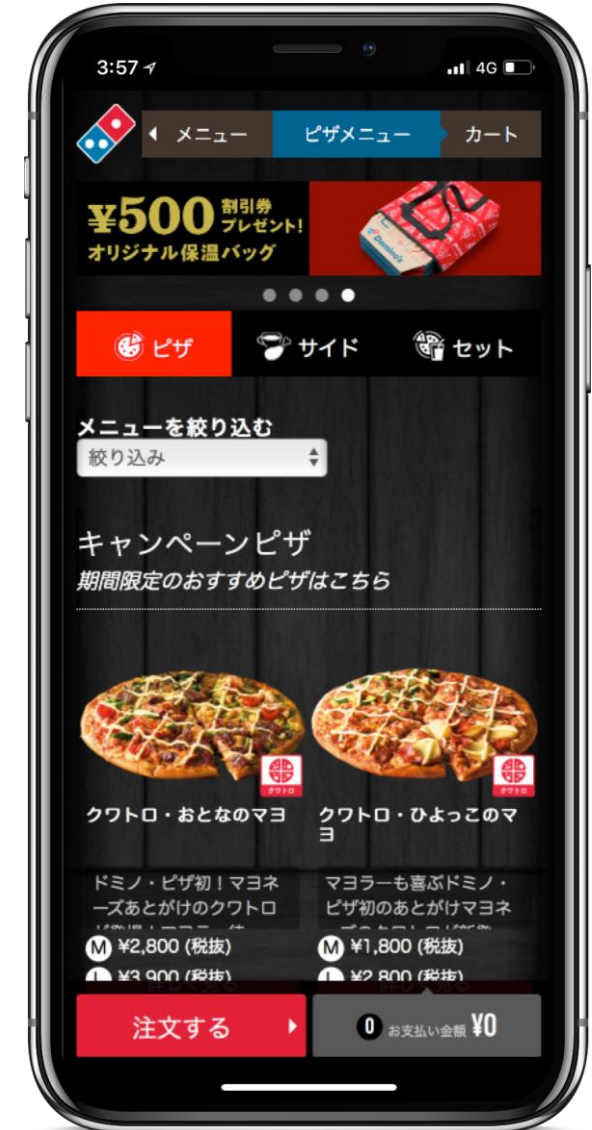 3:57
4G
メニュー
ピザメニュー
カート
¥500 割引券
プレゼント!
オリジナル保温バッグ
Domino's
ピザ
サイド
セット
メニューを絞り込む
絞り込み
キャンペーンピザ
期間限定のおすすめピザはこちら
クワトロ
クワトロ
クワトロ・おとなのマヨ
クワトロ・ひよっこのマ
ヨ
ドミノ・ピザ初!マヨネ
ーズあとがけのクワトロ
マヨラーも喜ぶドミノ・
ピザ初のあとがけマヨネ
M ¥2,800 (税抜)
L ¥3,900 (税抜)
M ¥1,800 (税抜)
L ¥2,800 (税抜)
注文する
0 お支払い金額 ¥0